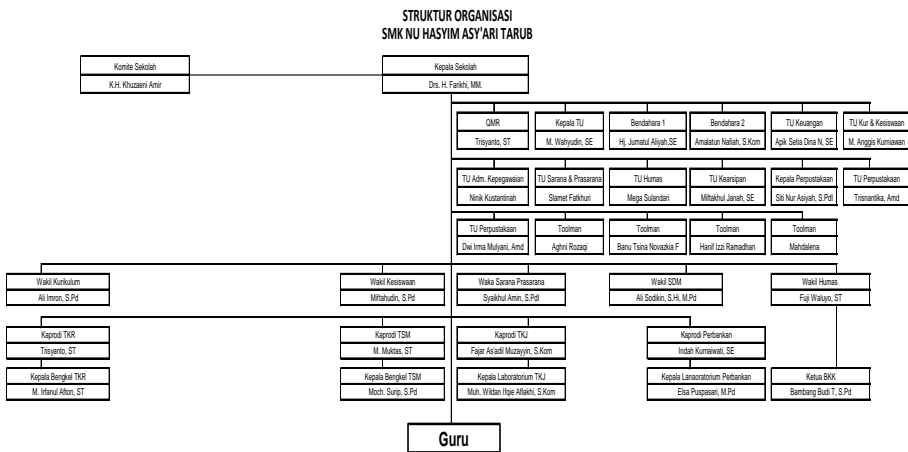 STRUKTUR ORGANISASI
SMK NU HASYIM ASY'ARI TARUB
Komite Sekolah
K.H. Khuzaeni Amir
Kepala Sekolah
Drs. H. Farikhi, MM.
QMR
Trisyanto, ST
Kepala TU
M. Wahyudin, SE
Bendahara 1
Hj. Jumatul Aliyah,SE
Bendahara 2
Amalatun Nafiah, S.Kom
TU Keuangan
Apik Setia Dina N, SE
TU Kur & Kesiswaan
M. Anggis Kurniawan
TU Adm. Kepegawaian
Ninik Kustantinah
TU Sarana & Prasarana
Slamet Fatkhuri
TU Humas
Mega Sulandari
TU Kearsipan
Miftakhul Janah, SE
Kepala Perpustakaan
Siti Nur Asiyah, S.PdI
TU Perpustakaan
Trisnantika, Amd
TU Perpustakaan
Dwi Irma Mulyani, Amd
Toolman
Aghni Rozaqi
Toolman
Banu Tsina Novazkia F
Toolman
Hanif Izzi Ramadhan
Toolman
Mahdalena
Wakil Kurikulum
Ali Imron, S.Pd
Wakil Kesiswaan
Miftahudin, S.Pd
Waka Sarana Prasarana
Syaikhul Amin, S.PdI
Wakil SDM
Ali Sodikin, S.Hi, M.Pd
Wakil Humas
Fuji Waluyo, ST
Kaprodi TKR
Trisyanto, ST
Kaprodi TSM
M. Muktas, ST
Kaprodi TKJ
Fajar As'adil Muzayyin, S.Kom
Kaprodi Perbankan
Indah Kurnaiwati, SE
Kepala Bengkel TKR
M. Irfanul Afton, ST
Kepala Bengkel TSM
Moch. Surip, S.Pd
Kepala Laboratorium TKJ
Muh. Wildan Ifqie Aflakhi, S.Kom
Kepala Lanaoratorium Perbankan
Elsa Puspasari, M.Pd
Ketua BKK
Bambang Budi T, S.Pd
Guru